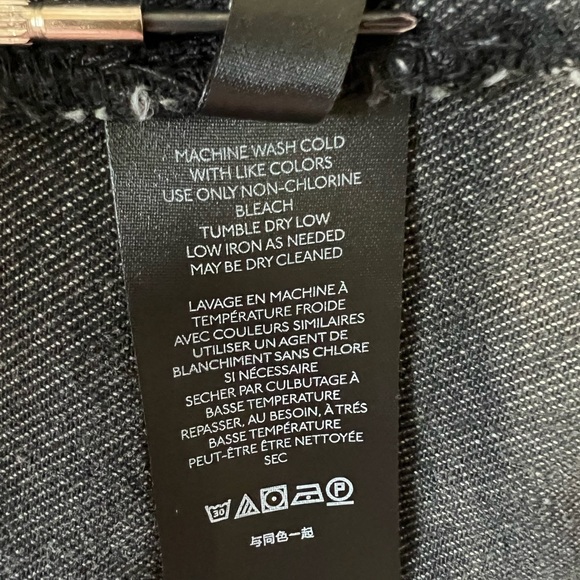 MACHINE WASH COLD
WITH LIKE COLORS
USE ONLY NON-CHLORINE
BLEACH
TUMBLE DRY LOW
LOW IRON AS NEEDED
MAY BE DRY CLEANED
LAVAGE EN MACHINE À
TEMPÉRATURE FROIDE
AVEC COULEURS SIMILAIRES
UTILISER UN AGENT DE
BLANCHIMENT SANS CHLORE
SI NÉCESSAIRE
SECHER PAR CULBUTAGE À
BASSE TEMPERATURE
REPASSER, AU BESOIN, À TRÉS
BASSE TEMPÉRATURE
PEUT-ÊTRE ÊTRE NETTOYÉE
SEC
30 P
与同色一起